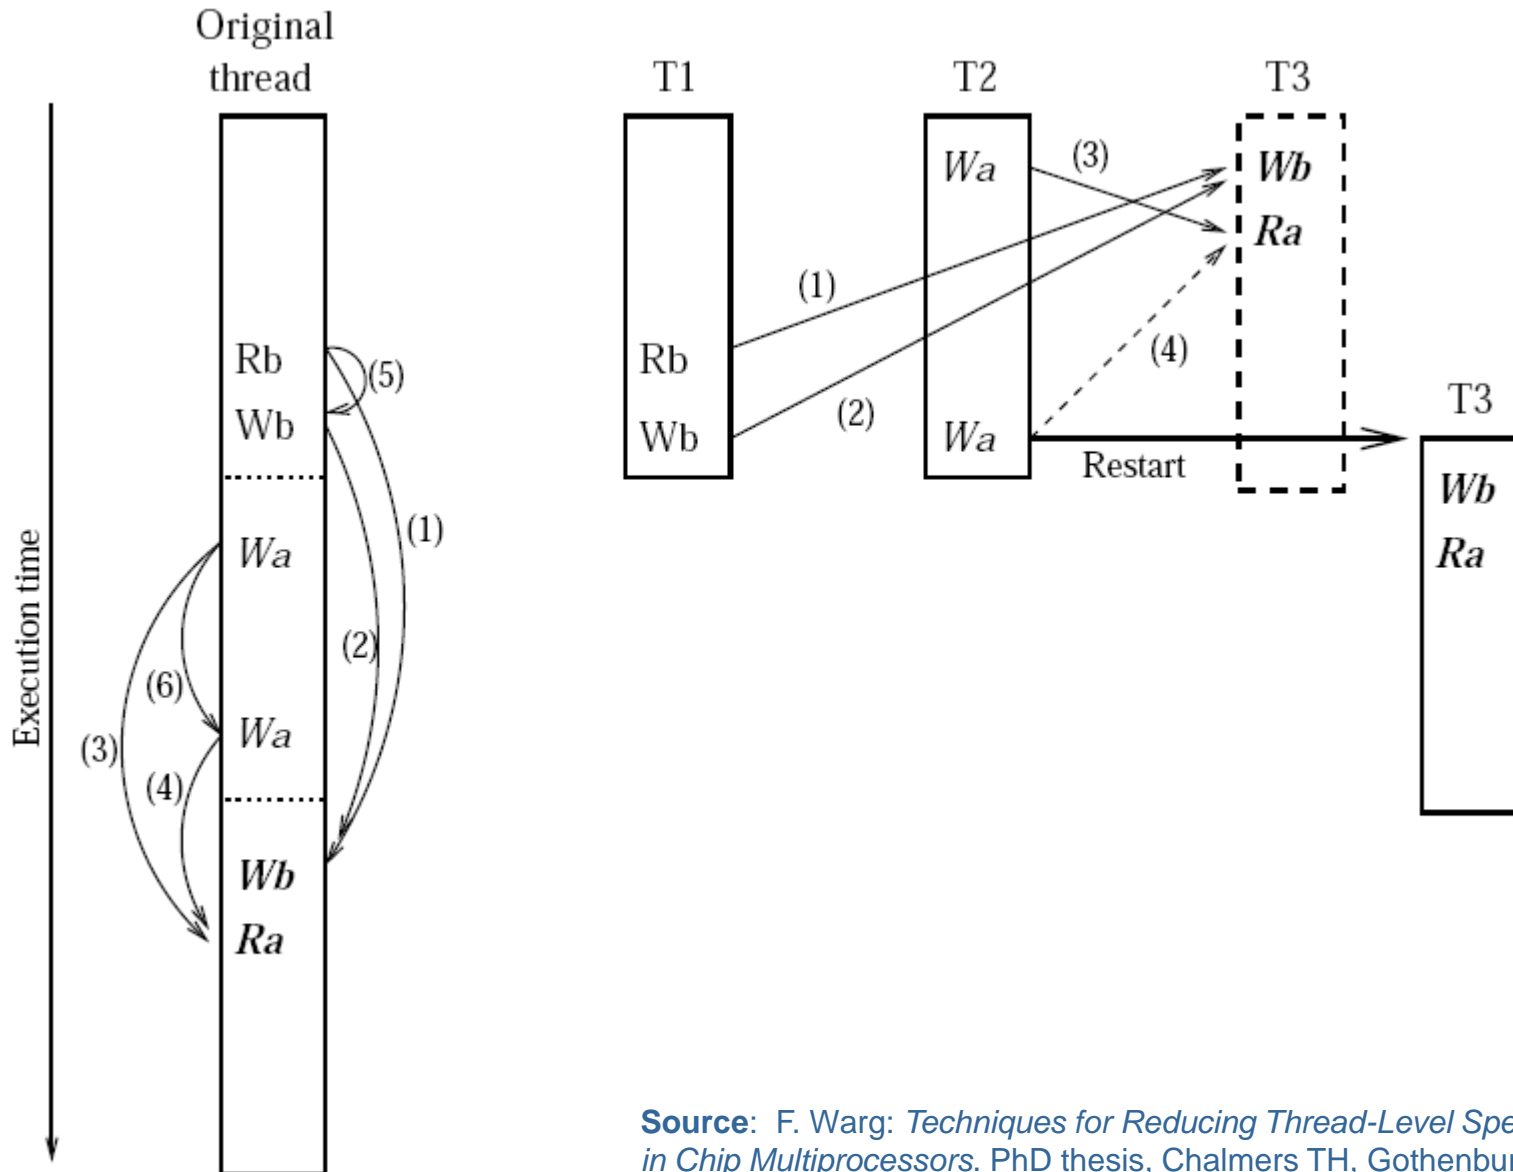 Original
thread
T1
T2
T3
Wa
(3)
Wb
Ra
(1)
Rb
(5)
Rb
(4)
Wb
(2)
Wb
Wa
T3
Restart
Wb
(1)
Wa
Ra
Execution time
(2)
(6)
(3)
Wa
(4)
Wb
Ra
Source: F. Warg: Techniques for Reducing Thread-Level
in Chip Multiprocessors. PhD thesis, Chalmers TH,